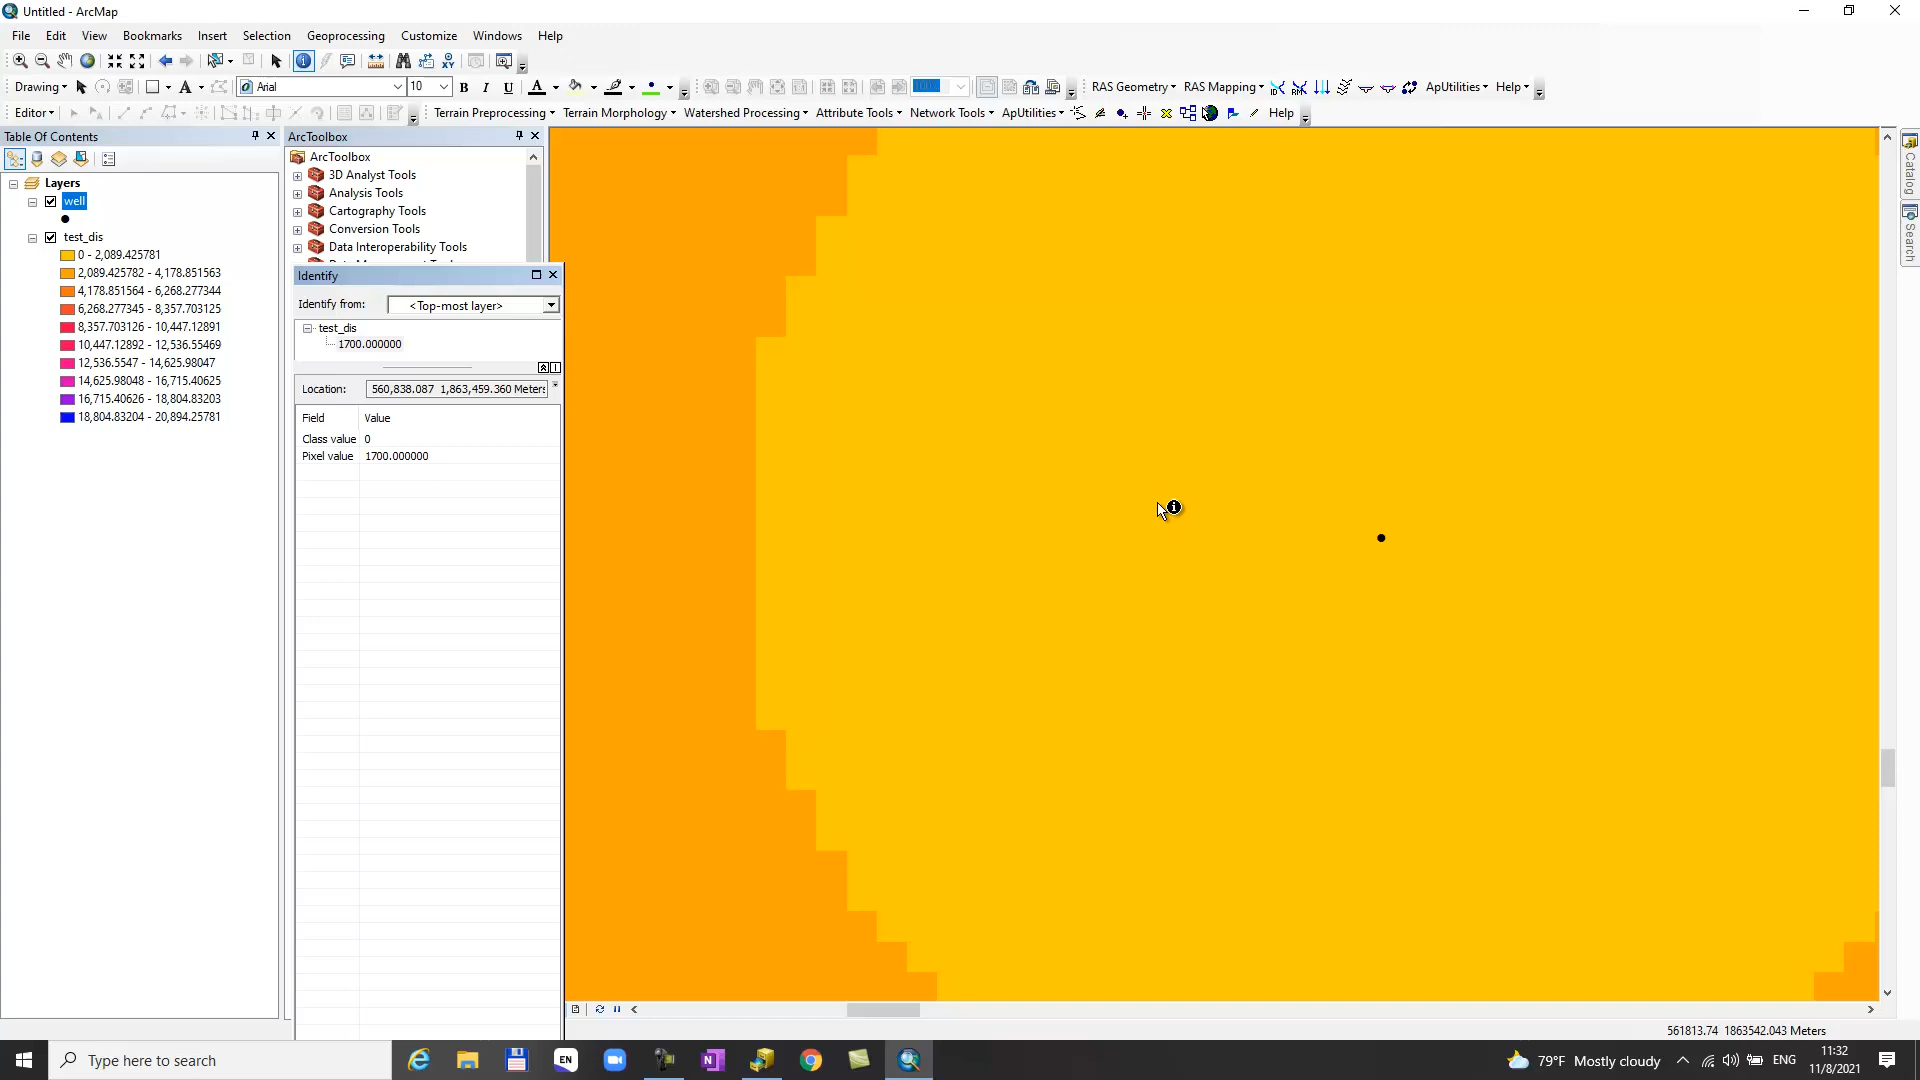 Untitled - ArcMap
File Edit View Bookmarks Insert Selection Geoprocessing Customize Windows Help
Drawing Arial 10 B I U RAS Geometry RAS Mapping ApUtilities Help
Editor Terrain Preprocessing Terrain Morphology Watershed Processing Attribute Tools Network Tools ApUtilities Help
Table Of Contents
Layers
well
test_dis
0 - 2,089.425781
2,089.425782 - 4,178.851563
4,178.851564 - 6,268.277344
6,268.277345 - 8,357.703125
8,357.703126 - 10,447.12891
10,447.12892 - 12,536.55469
12,536.5547 - 14,625.98047
14,625.98048 - 16,715.40625
16,715.40626 - 18,804.83203
18,804.83204 - 20,894.25781
ArcToolbox
ArcToolbox
3D Analyst Tools
Analysis Tools
Cartography Tools
Conversion Tools
Data Interoperability Tools
Identify
Identify from: <Top-most layer>
test_dis
1700.000000
Location: 560,838.087 1,863,459.360 Meters
Field Value
Class value 0
Pixel value 1700.000000
Catalog
Search
561813.74 1863542.043 Meters
Type here to search
EN
79°F Mostly cloudy
ENG
11:32
11/8/2021